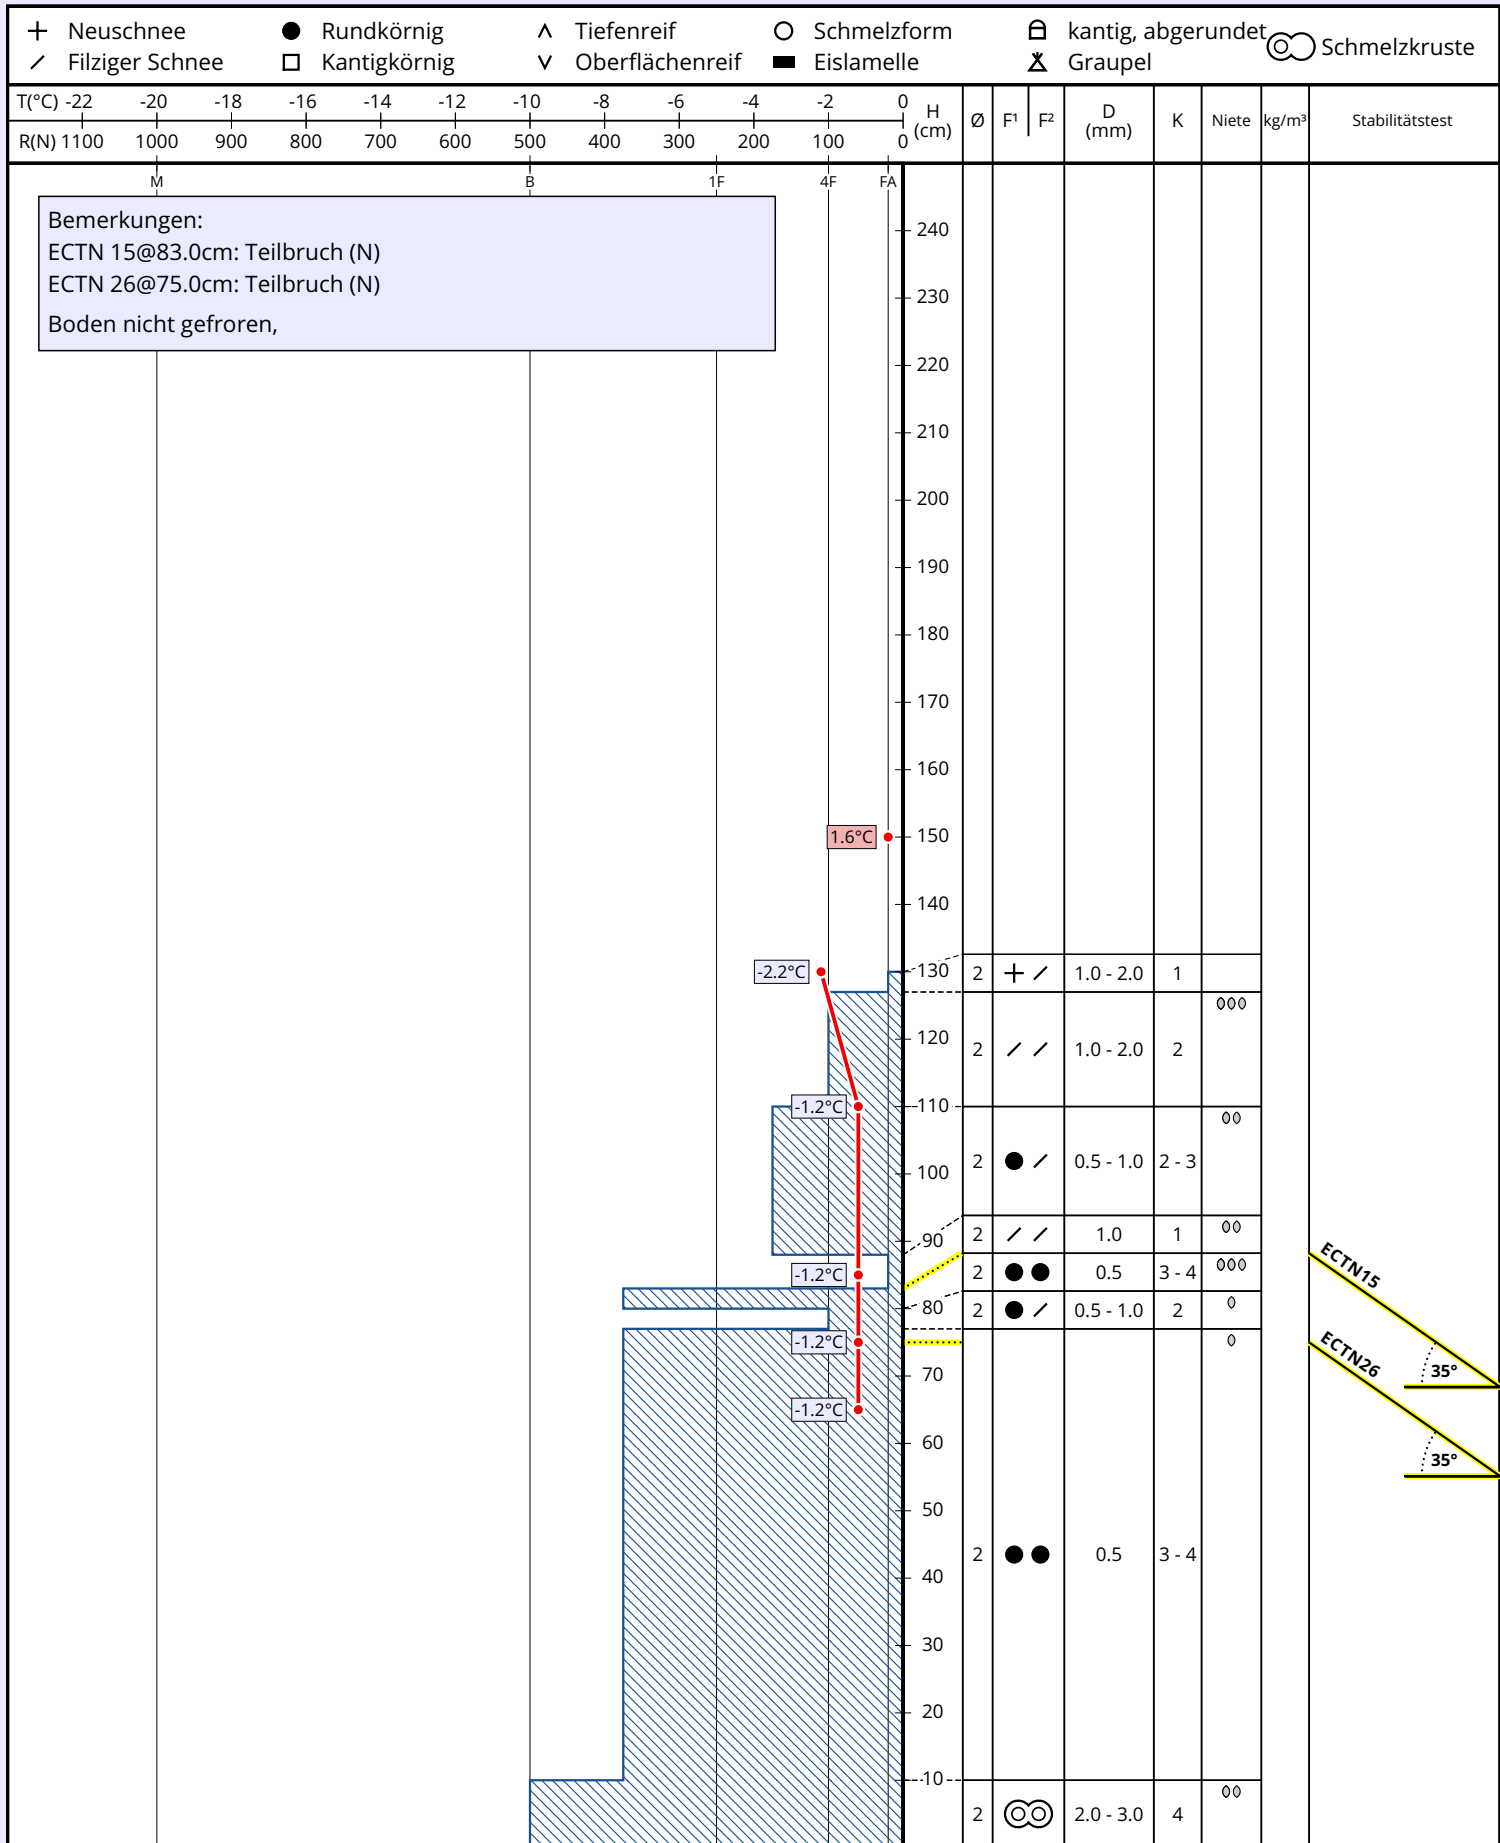 Neuschnee Rundkörnig Tiefenreif Schmelzform kantig, abgerundet Schmelzkruste
Filziger Schnee Kantigkörnig Oberflächenreif Eislamelle Graupel
T(°C) -22 -20 -18 -16 -14 -12 -10 -8 -6 -4 -2 0
R(N) 1100 1000 900 800 700 600 500 400 300 200 100 0
H (cm) Ø F¹ F² D (mm) K Niete kg/m³ Stabilitätstest
M B 1F 4F FA
Bemerkungen:
ECTN 15@83.0cm: Teilbruch (N)
ECTN 26@75.0cm: Teilbruch (N)
Boden nicht gefroren,
240
230
220
210
200
190
180
170
160
1.6°C 150
140
-2.2°C 130 2 1.0 - 2.0 1
120 2 1.0 - 2.0 2
-1.2°C 110
100 2 0.5 - 1.0 2 - 3
90 2 1.0 1
-1.2°C 2 0.5 3 - 4 ECTN15
80 2 0.5 - 1.0 2
-1.2°C ECTN26
70 35°
-1.2°C
60
35°
50
2 0.5 3 - 4
40
30
20
10
2 2.0 - 3.0 4